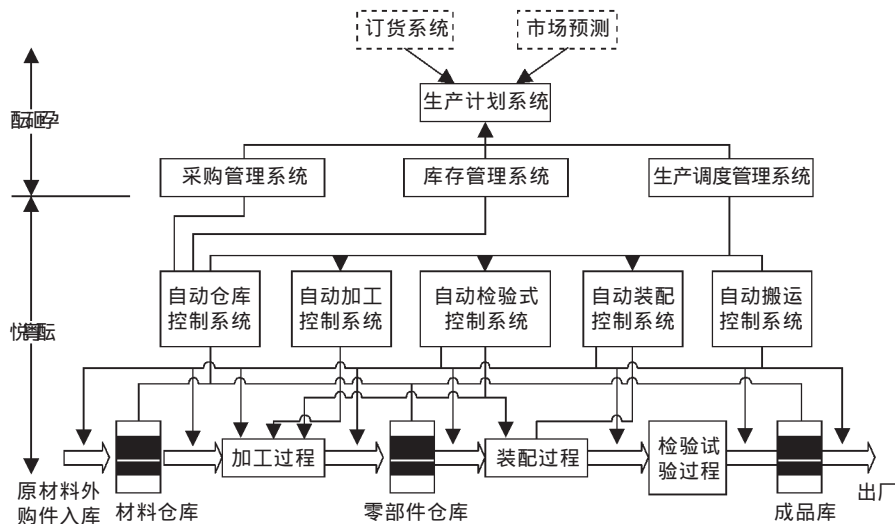 订货系统
市场预测
生产计划系统
采购管理系统
库存管理系统
生产调度管理系统
自动仓库
控制系统
自动加工
控制系统
自动检验式
控制系统
自动装配
控制系统
自动搬运
控制系统
加工过程
装配过程
检验试
验过程
原材料外
购件入库
材料仓库
零部件仓库
成品库
出厂